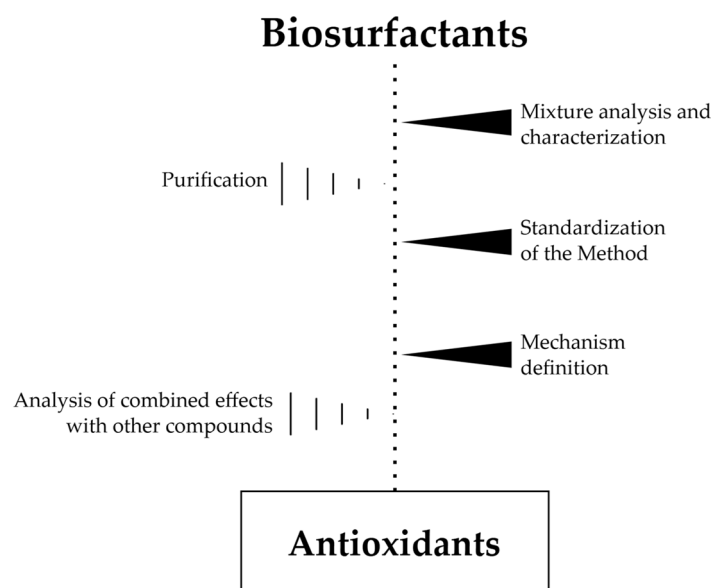 Biosurfactants
Mixture analysis and
characterization
Purification
Standardization
of the Method
Mechanism
definition
Analysis of combined effects
with other compounds
Antioxidants